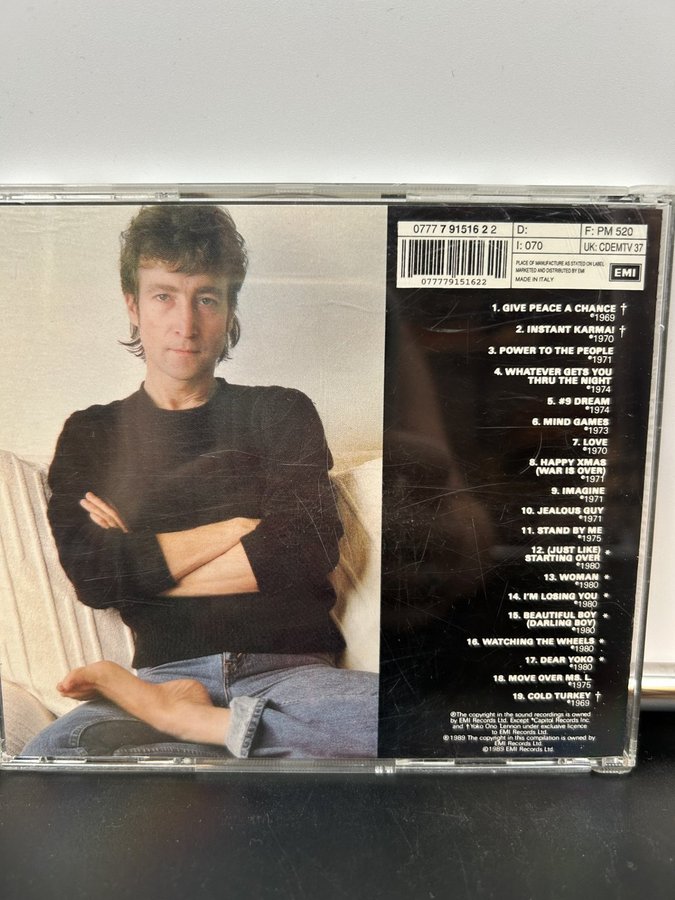 0777 7 91516 2 2
D:
F: PM 520
I: 070
UK: CDEMTV 37
077779151622
PLACE OF MANUFACTURE AS STATED ON LABEL
MARKETED AND DISTRIBUTED BY EMI
MADE IN ITALY
EMI
1. GIVE PEACE A CHANCE †
℗1969
2. INSTANT KARMA! †
℗1970
3. POWER TO THE PEOPLE
℗1971
4. WHATEVER GETS YOU
THRU THE NIGHT
℗1974
5. #9 DREAM
℗1974
6. MIND GAMES
℗1973
7. LOVE
℗1970
8. HAPPY XMAS
(WAR IS OVER)
℗1971
9. IMAGINE
℗1971
10. JEALOUS GUY
℗1971
11. STAND BY ME
℗1975
12. (JUST LIKE) *
STARTING OVER
℗1980
13. WOMAN *
℗1980
14. I'M LOSING YOU *
℗1980
15. BEAUTIFUL BOY *
(DARLING BOY)
℗1980
16. WATCHING THE WHEELS *
℗1980
17. DEAR YOKO *
℗1980
18. MOVE OVER MS. L
℗1975
19. COLD TURKEY †
℗1969
℗The copyright in the sound recordings is owned
by EMI Records Ltd. Except *Capitol Records Inc.
and † Yoko Ono Lennon under exclusive licence
to EMI Records Ltd.
℗ 1989 The copyright in this compilation is owned by
EMI Records Ltd.
©1989 EMI Records Ltd.